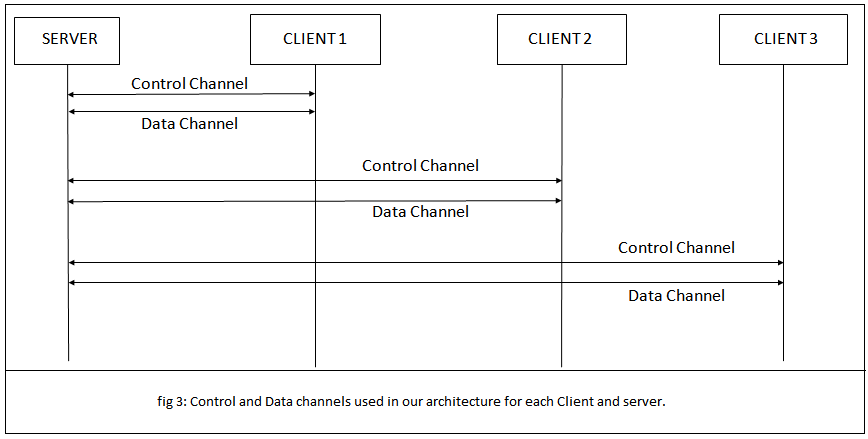 SERVER
CLIENT 1
CLIENT 2
CLIENT 3
Control Channel
Data Channel
Control Channel
Data Channel
Control Channel
Data Channel
fig 3: Control and Data channels used in our architecture for each Client and server.